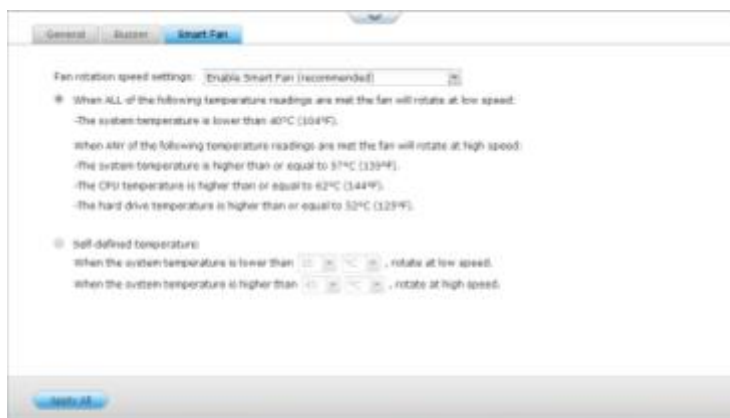 General
Buzzer
Smart Fan
Fan rotation speed settings: Enable Smart Fan (recommended)
When ALL of the following temperature readings are met the fan will rotate at low speed:
-The system temperature is lower than 40°C (104°F).
When ANY of the following temperature readings are met the fan will rotate at high speed:
-The system temperature is higher than or equal to 57°C (135°F).
-The CPU temperature is higher than or equal to 62°C (144°F).
-The hard drive temperature is higher than or equal to 52°C (125°F).
Self-defined temperature:
When the system temperature is lower than °C , rotate at low speed.
When the system temperature is higher than °C , rotate at high speed.
Apply All